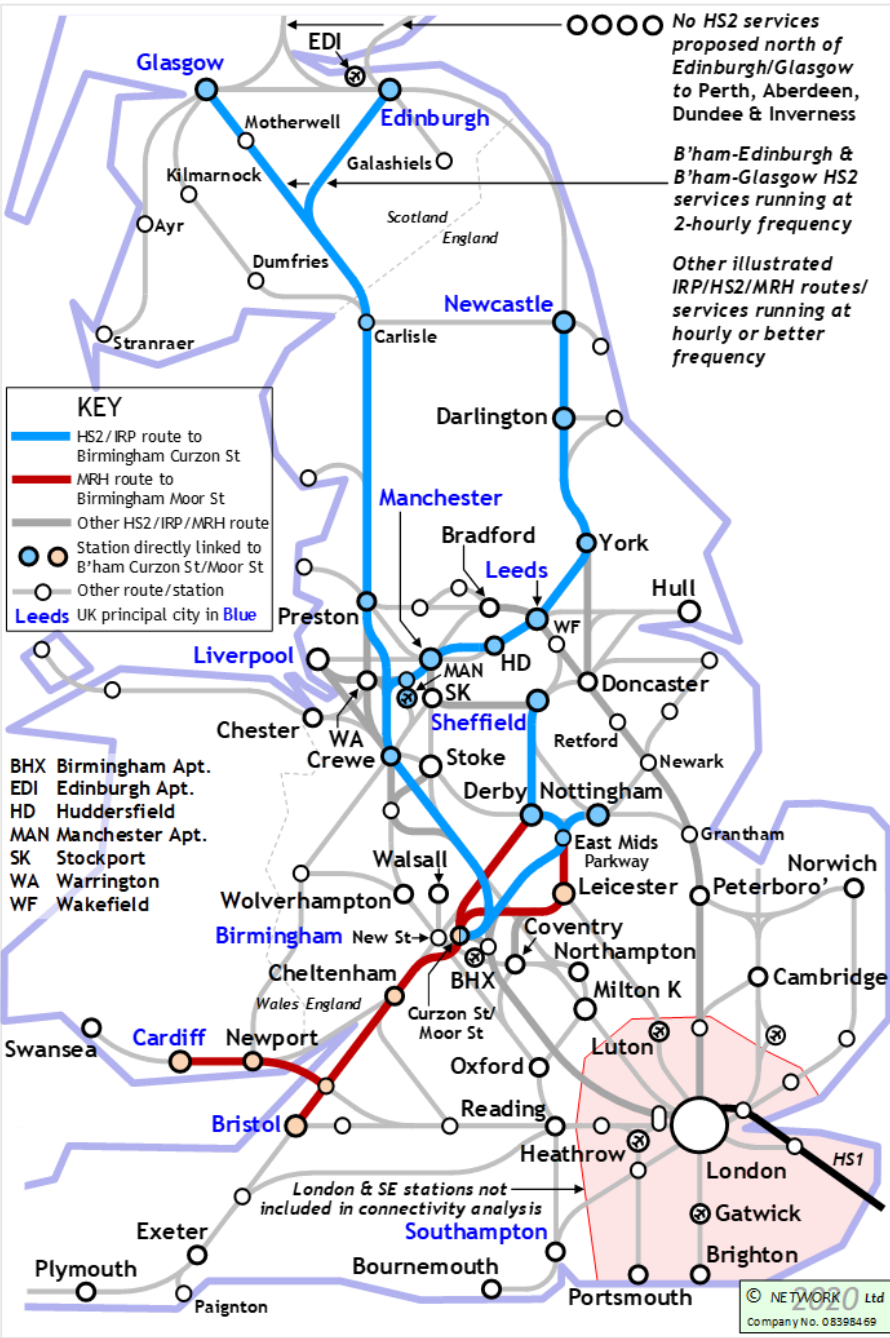 No HS2 services
proposed north of
Edinburgh/Glasgow
to Perth, Aberdeen,
Dundee & Inverness
EDI
Glasgow
Edinburgh
Motherwell
Galashiels
Kilmarnock
B'ham-Edinburgh &
B'ham-Glasgow HS2
services running at
2-hourly frequency
Ayr
Scotland
England
Dumfries
Other illustrated
IRP/HS2/MRH routes/
services running at
hourly or better
frequency
Newcastle
Stranraer
Carlisle
KEY
HS2/IRP route to
Birmingham Curzon St
MRH route to
Birmingham Moor St
Other HS2/IRP/MRH route
Station directly linked to
B'ham Curzon St/Moor St
Other route/station
Leeds UK principal city in Blue
Darlington
Manchester
Bradford
York
Leeds
Hull
Preston
WF
Liverpool
HD
MAN
SK
Doncaster
Sheffield
Chester
WA
Retford
Crewe
Stoke
Newark
BHX Birmingham Apt.
EDI Edinburgh Apt.
HD Huddersfield
MAN Manchester Apt.
SK Stockport
WA Warrington
WF Wakefield
Derby
Nottingham
East Mids
Parkway
Grantham
Walsall
Norwich
Wolverhampton
Leicester
Peterboro'
Birmingham
New St
Coventry
BHX
Northampton
Cheltenham
Cambridge
Wales England
Curzon St/
Moor St
Milton K
Swansea
Cardiff
Newport
Luton
Oxford
Bristol
Reading
Heathrow
London
HS1
London & SE stations not
included in connectivity analysis
Gatwick
Exeter
Southampton
Plymouth
Bournemouth
Brighton
Paignton
Portsmouth
© NETWORK 2020 Ltd
Company No. 08398469